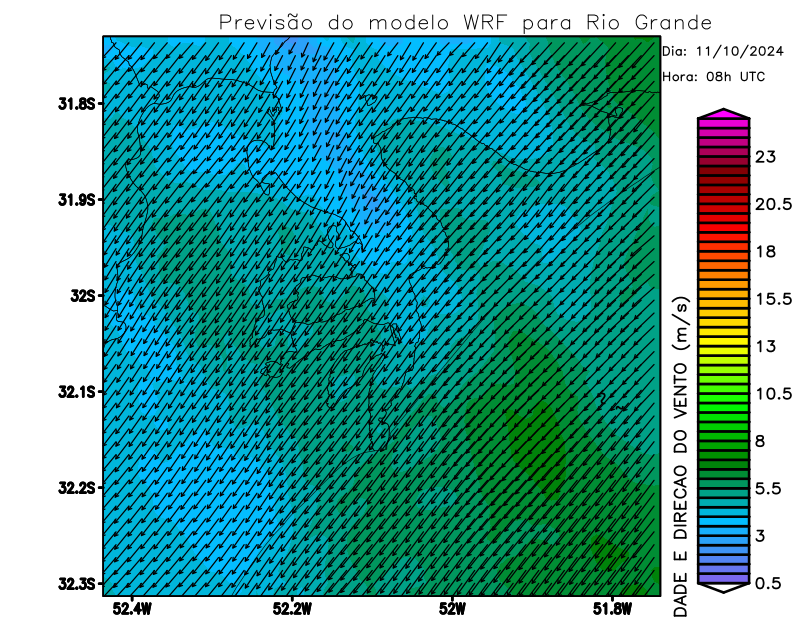 Previsão do modelo WRF para Rio Grande
Dia: 11/10/2024
Hora: 08h UTC
31.8S
31.9S
32S
32.1S
32.2S
32.3S
52.4W
52.2W
52W
51.8W
23
20.5
18
15.5
13
10.5
8
5.5
3
0.5
DADE E DIRECAO DO VENTO (m/s)